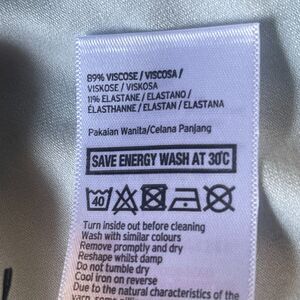 89% VISCOSE / VISCOSA /
VISKOSE / VISKOSA
11% ELASTANE / ELASTANO /
ÉLASTHANNE / ELASTAN / ELASTANA
Pakaian Wanita/Celana Panjang
SAVE ENERGY WASH AT 30°C
40
Turn inside out before cleaning
Wash with similar colours
Remove promptly and dry
Reshape whilst damp
Do not tumble dry
Cool iron on reverse
Due to the natural characteristics of the
yarn, some